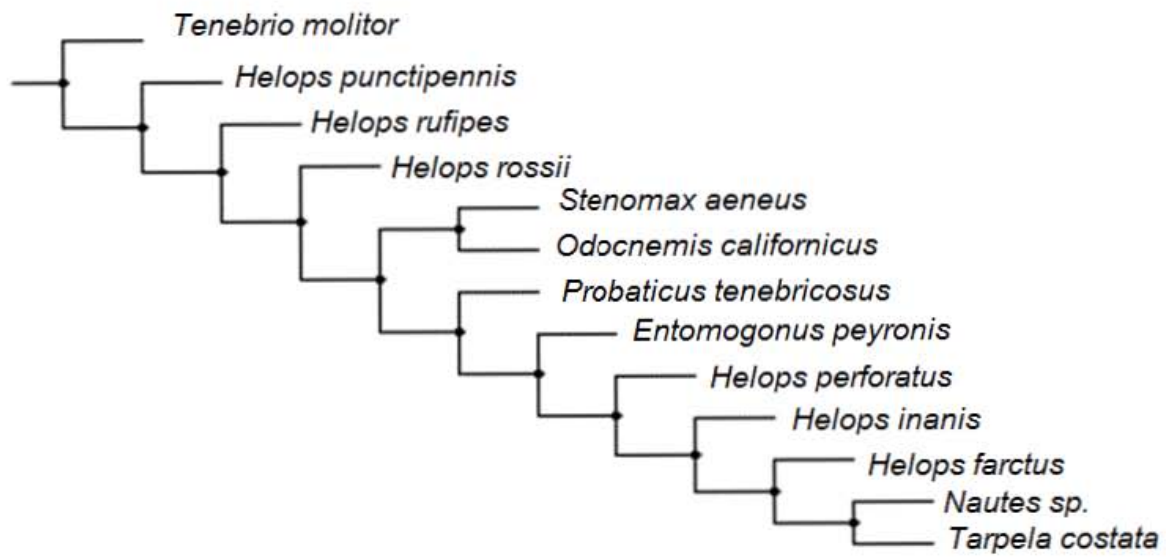 Tenebrio molitor
Helops punctipennis
Helops rufipes
Helops rossii
Stenomax aeneus
Odocnemis californicus
Probaticus tenebricosus
Entomogonus peyronis
Helops perforatus
Helops inanis
Helops farctus
Nautes sp.
Tarpela costata